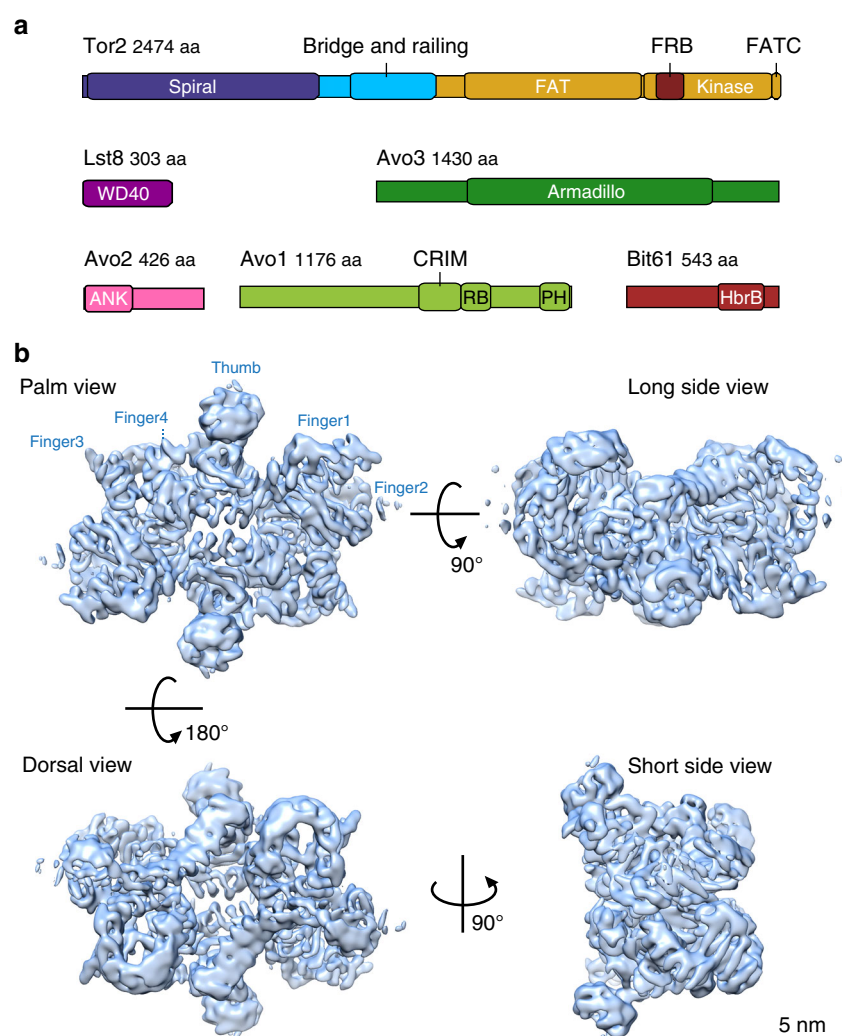 a
Tor2 2474 aa
Bridge and railing
FRB
FATC
Spiral
FAT
Kinase
Lst8 303 aa
Avo3 1430 aa
WD40
Armadillo
Avo2 426 aa
Avo1 1176 aa
CRIM
Bit61 543 aa
ANK
RB
PH
HbrB
b
Palm view
Thumb
Long side view
Finger4
Finger1
Finger3
Finger2
90°
180°
Dorsal view
Short side view
90°
5 nm